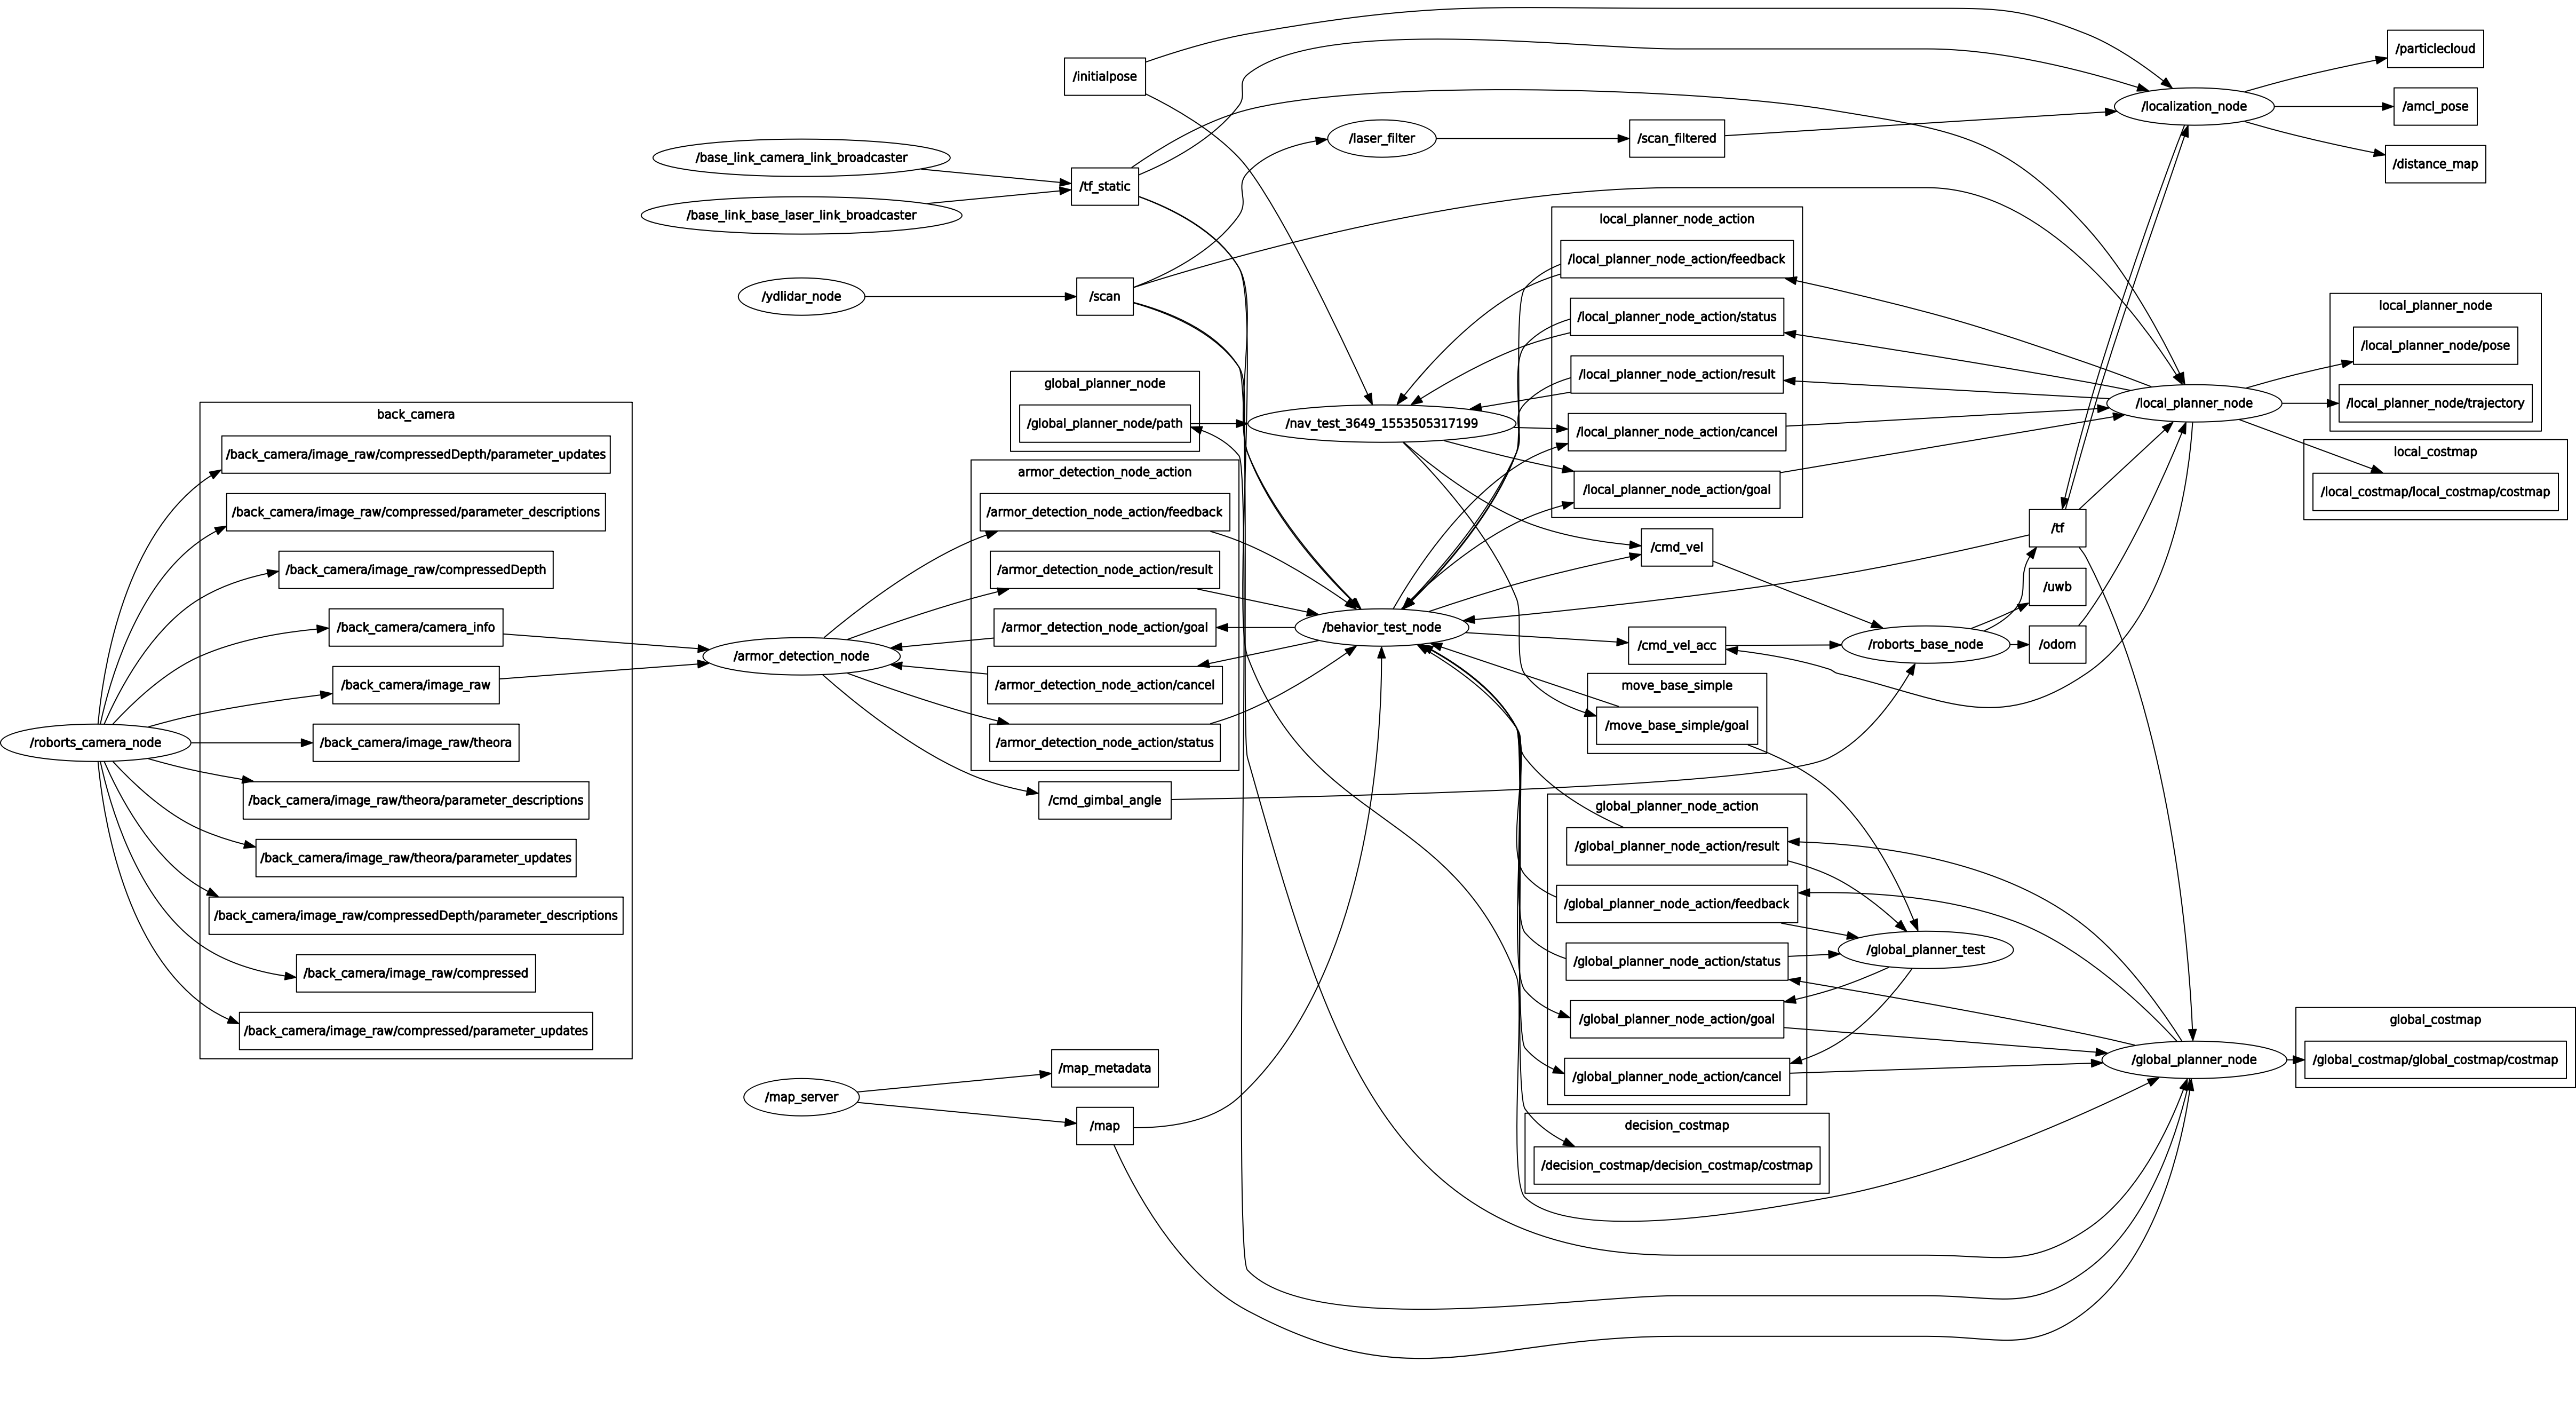 /initialpose
/base_link_camera_link_broadcaster
/base_link_base_laser_link_broadcaster
/tf_static
/laser_filter
/scan_filtered
/localization_node
/particlecloud
/amcl_pose
/distance_map
/ydlidar_node
/scan
local_planner_node_action
/local_planner_node_action/feedback
/local_planner_node_action/status
/local_planner_node_action/result
/local_planner_node_action/cancel
/local_planner_node_action/goal
/local_planner_node
local_planner_node
/local_planner_node/pose
/local_planner_node/trajectory
local_costmap
/local_costmap/local_costmap/costmap
global_planner_node
/global_planner_node/path
/nav_test_3649_1553505317199
back_camera
/back_camera/image_raw/compressedDepth/parameter_updates
/back_camera/image_raw/compressed/parameter_descriptions
/back_camera/image_raw/compressedDepth
/back_camera/camera_info
/back_camera/image_raw
/back_camera/image_raw/theora
/back_camera/image_raw/theora/parameter_descriptions
/back_camera/image_raw/theora/parameter_updates
/back_camera/image_raw/compressedDepth/parameter_descriptions
/back_camera/image_raw/compressed
/back_camera/image_raw/compressed/parameter_updates
/roborts_camera_node
/armor_detection_node
armor_detection_node_action
/armor_detection_node_action/feedback
/armor_detection_node_action/result
/armor_detection_node_action/goal
/armor_detection_node_action/cancel
/armor_detection_node_action/status
/cmd_gimbal_angle
/behavior_test_node
/cmd_vel
/cmd_vel_acc
/roborts_base_node
/tf
/uwb
/odom
move_base_simple
/move_base_simple/goal
global_planner_node_action
/global_planner_node_action/result
/global_planner_node_action/feedback
/global_planner_node_action/status
/global_planner_node_action/goal
/global_planner_node_action/cancel
/global_planner_test
/global_planner_node
global_costmap
/global_costmap/global_costmap/costmap
/map_server
/map_metadata
/map
decision_costmap
/decision_costmap/decision_costmap/costmap